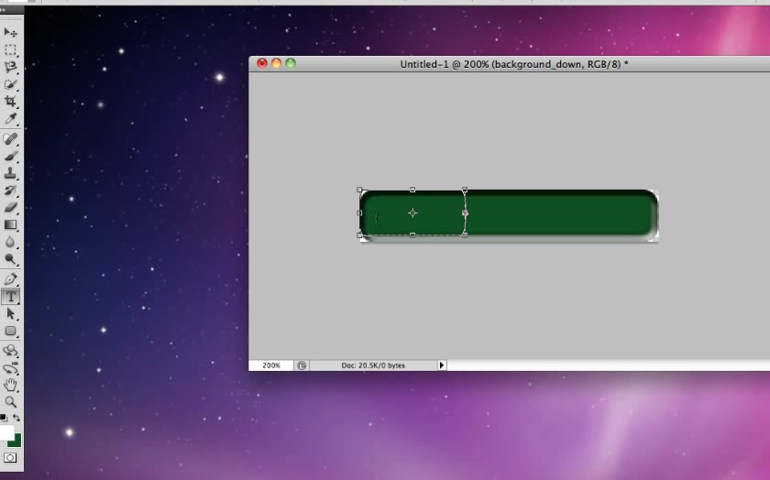 Untitled-1 @ 200% (background_down, RGB/8) *
T
200%
Doc: 20.5K/0 bytes